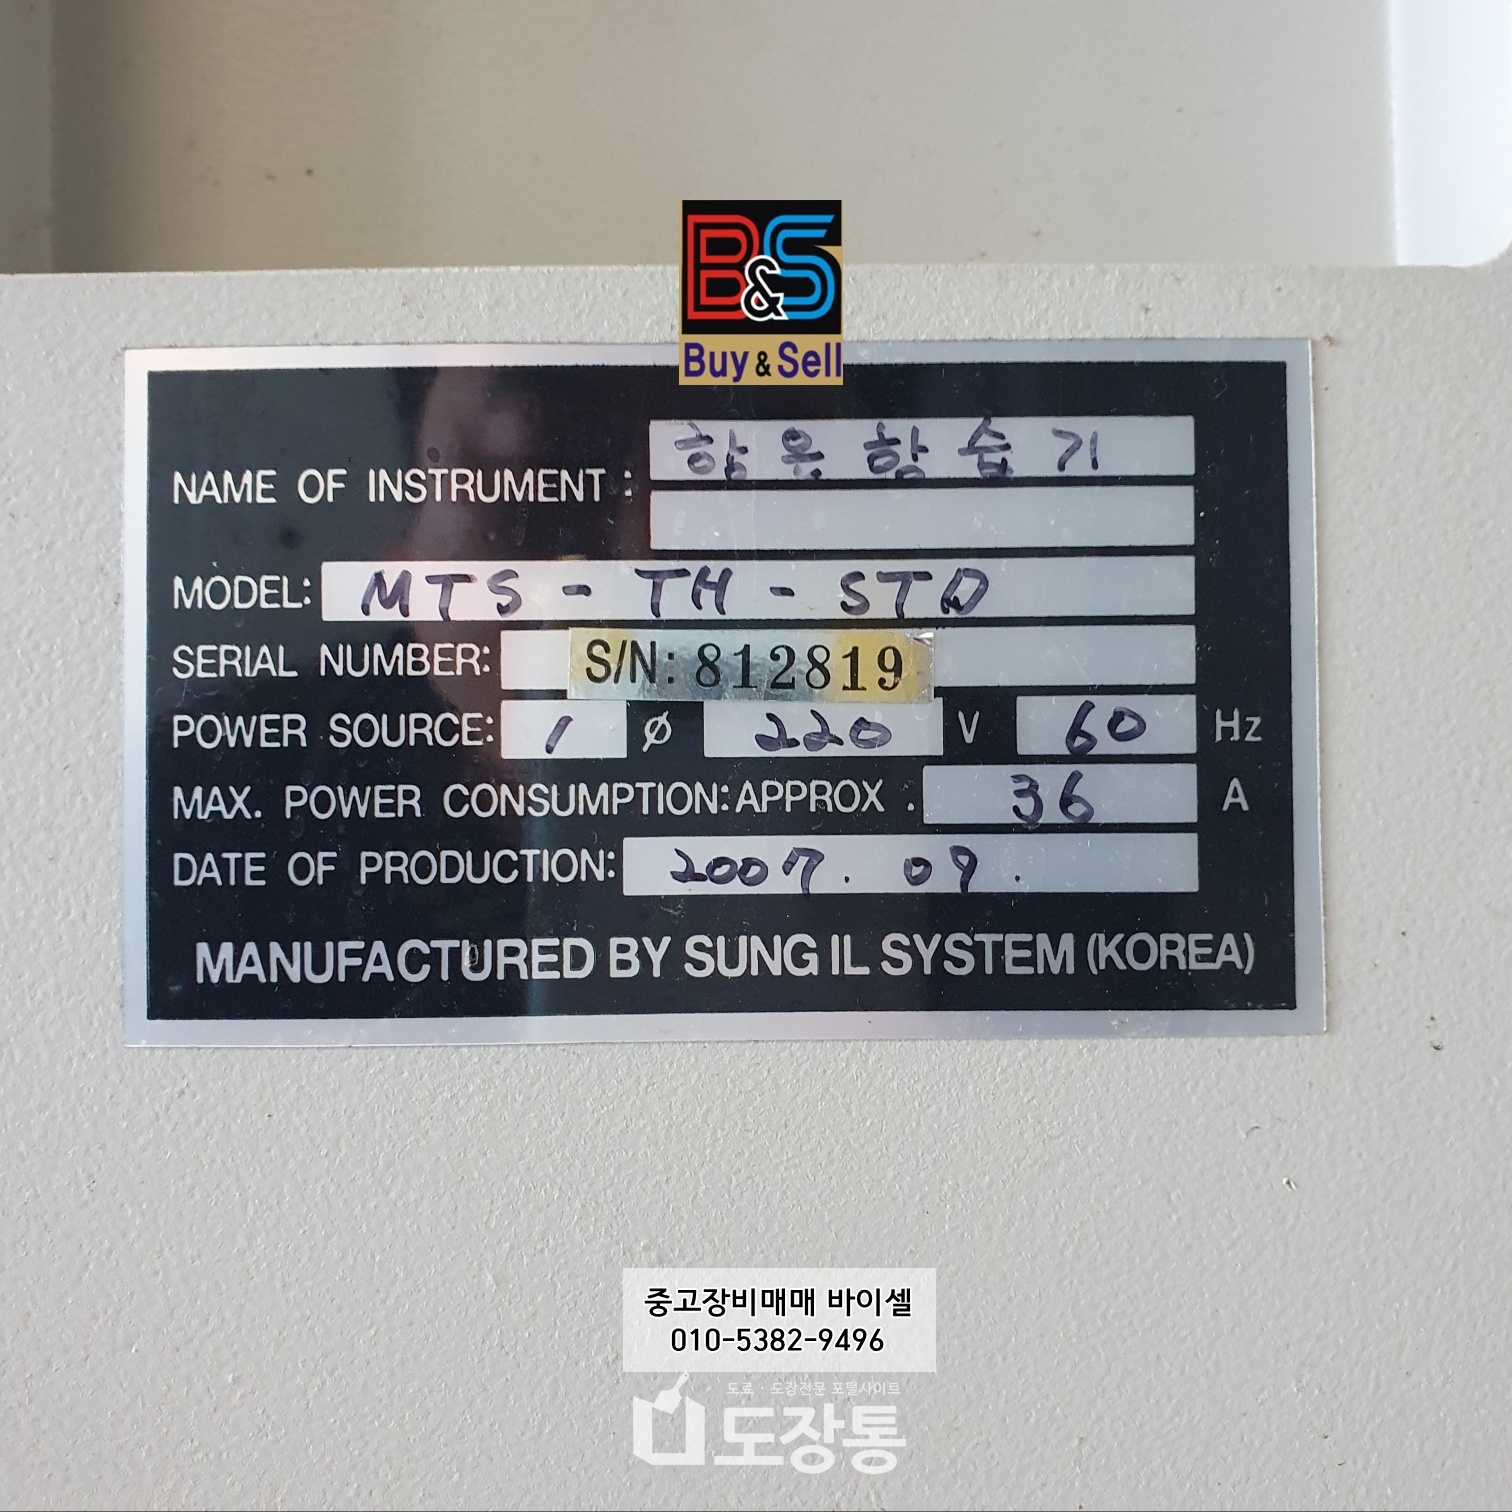 B&S
Buy & Sell
NAME OF INSTRUMENT : 항온항습기
MODEL: MTS - TH - STD
SERIAL NUMBER: S/N: 812819
POWER SOURCE: 1 ø 220 V 60 Hz
MAX. POWER CONSUMPTION: APPROX . 36 A
DATE OF PRODUCTION: 2007. 09.
MANUFACTURED BY SUNG IL SYSTEM (KOREA)
중고장비매매 바이셀
010-5382-9496
도료 · 도장전문 포털사이트
도장통